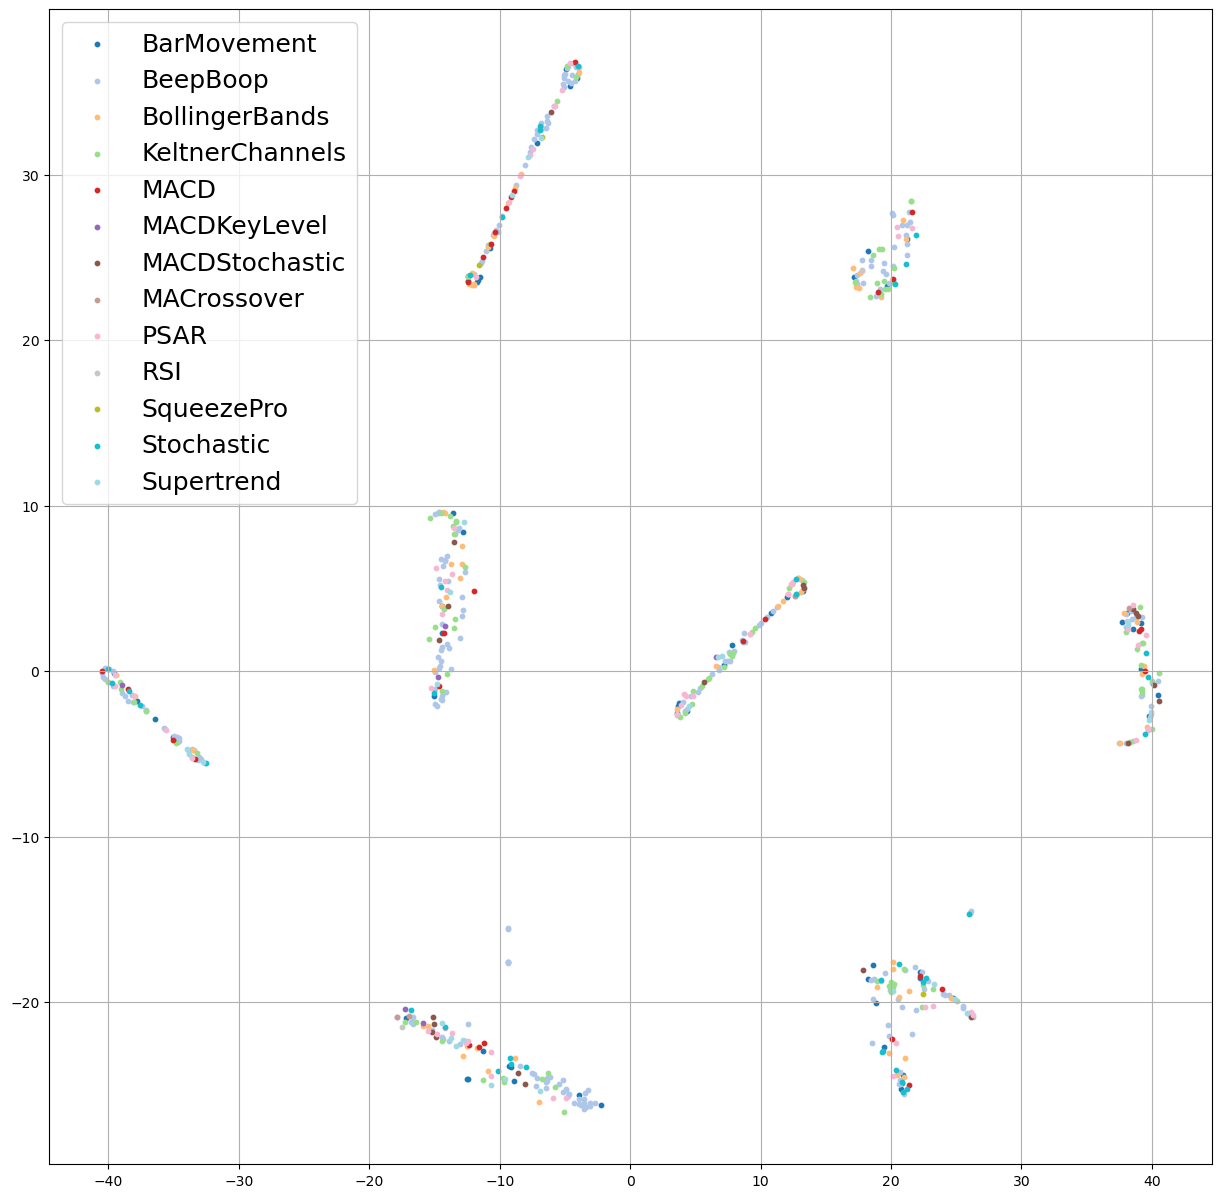 BarMovement
BeepBoop
BollingerBands
KeltnerChannels
MACD
MACDKeyLevel
MACDStochastic
MACrossover
PSAR
RSI
SqueezePro
Stochastic
Supertrend
30
20
10
0
−10
−20
−40
−30
−20
−10
0
10
20
30
40